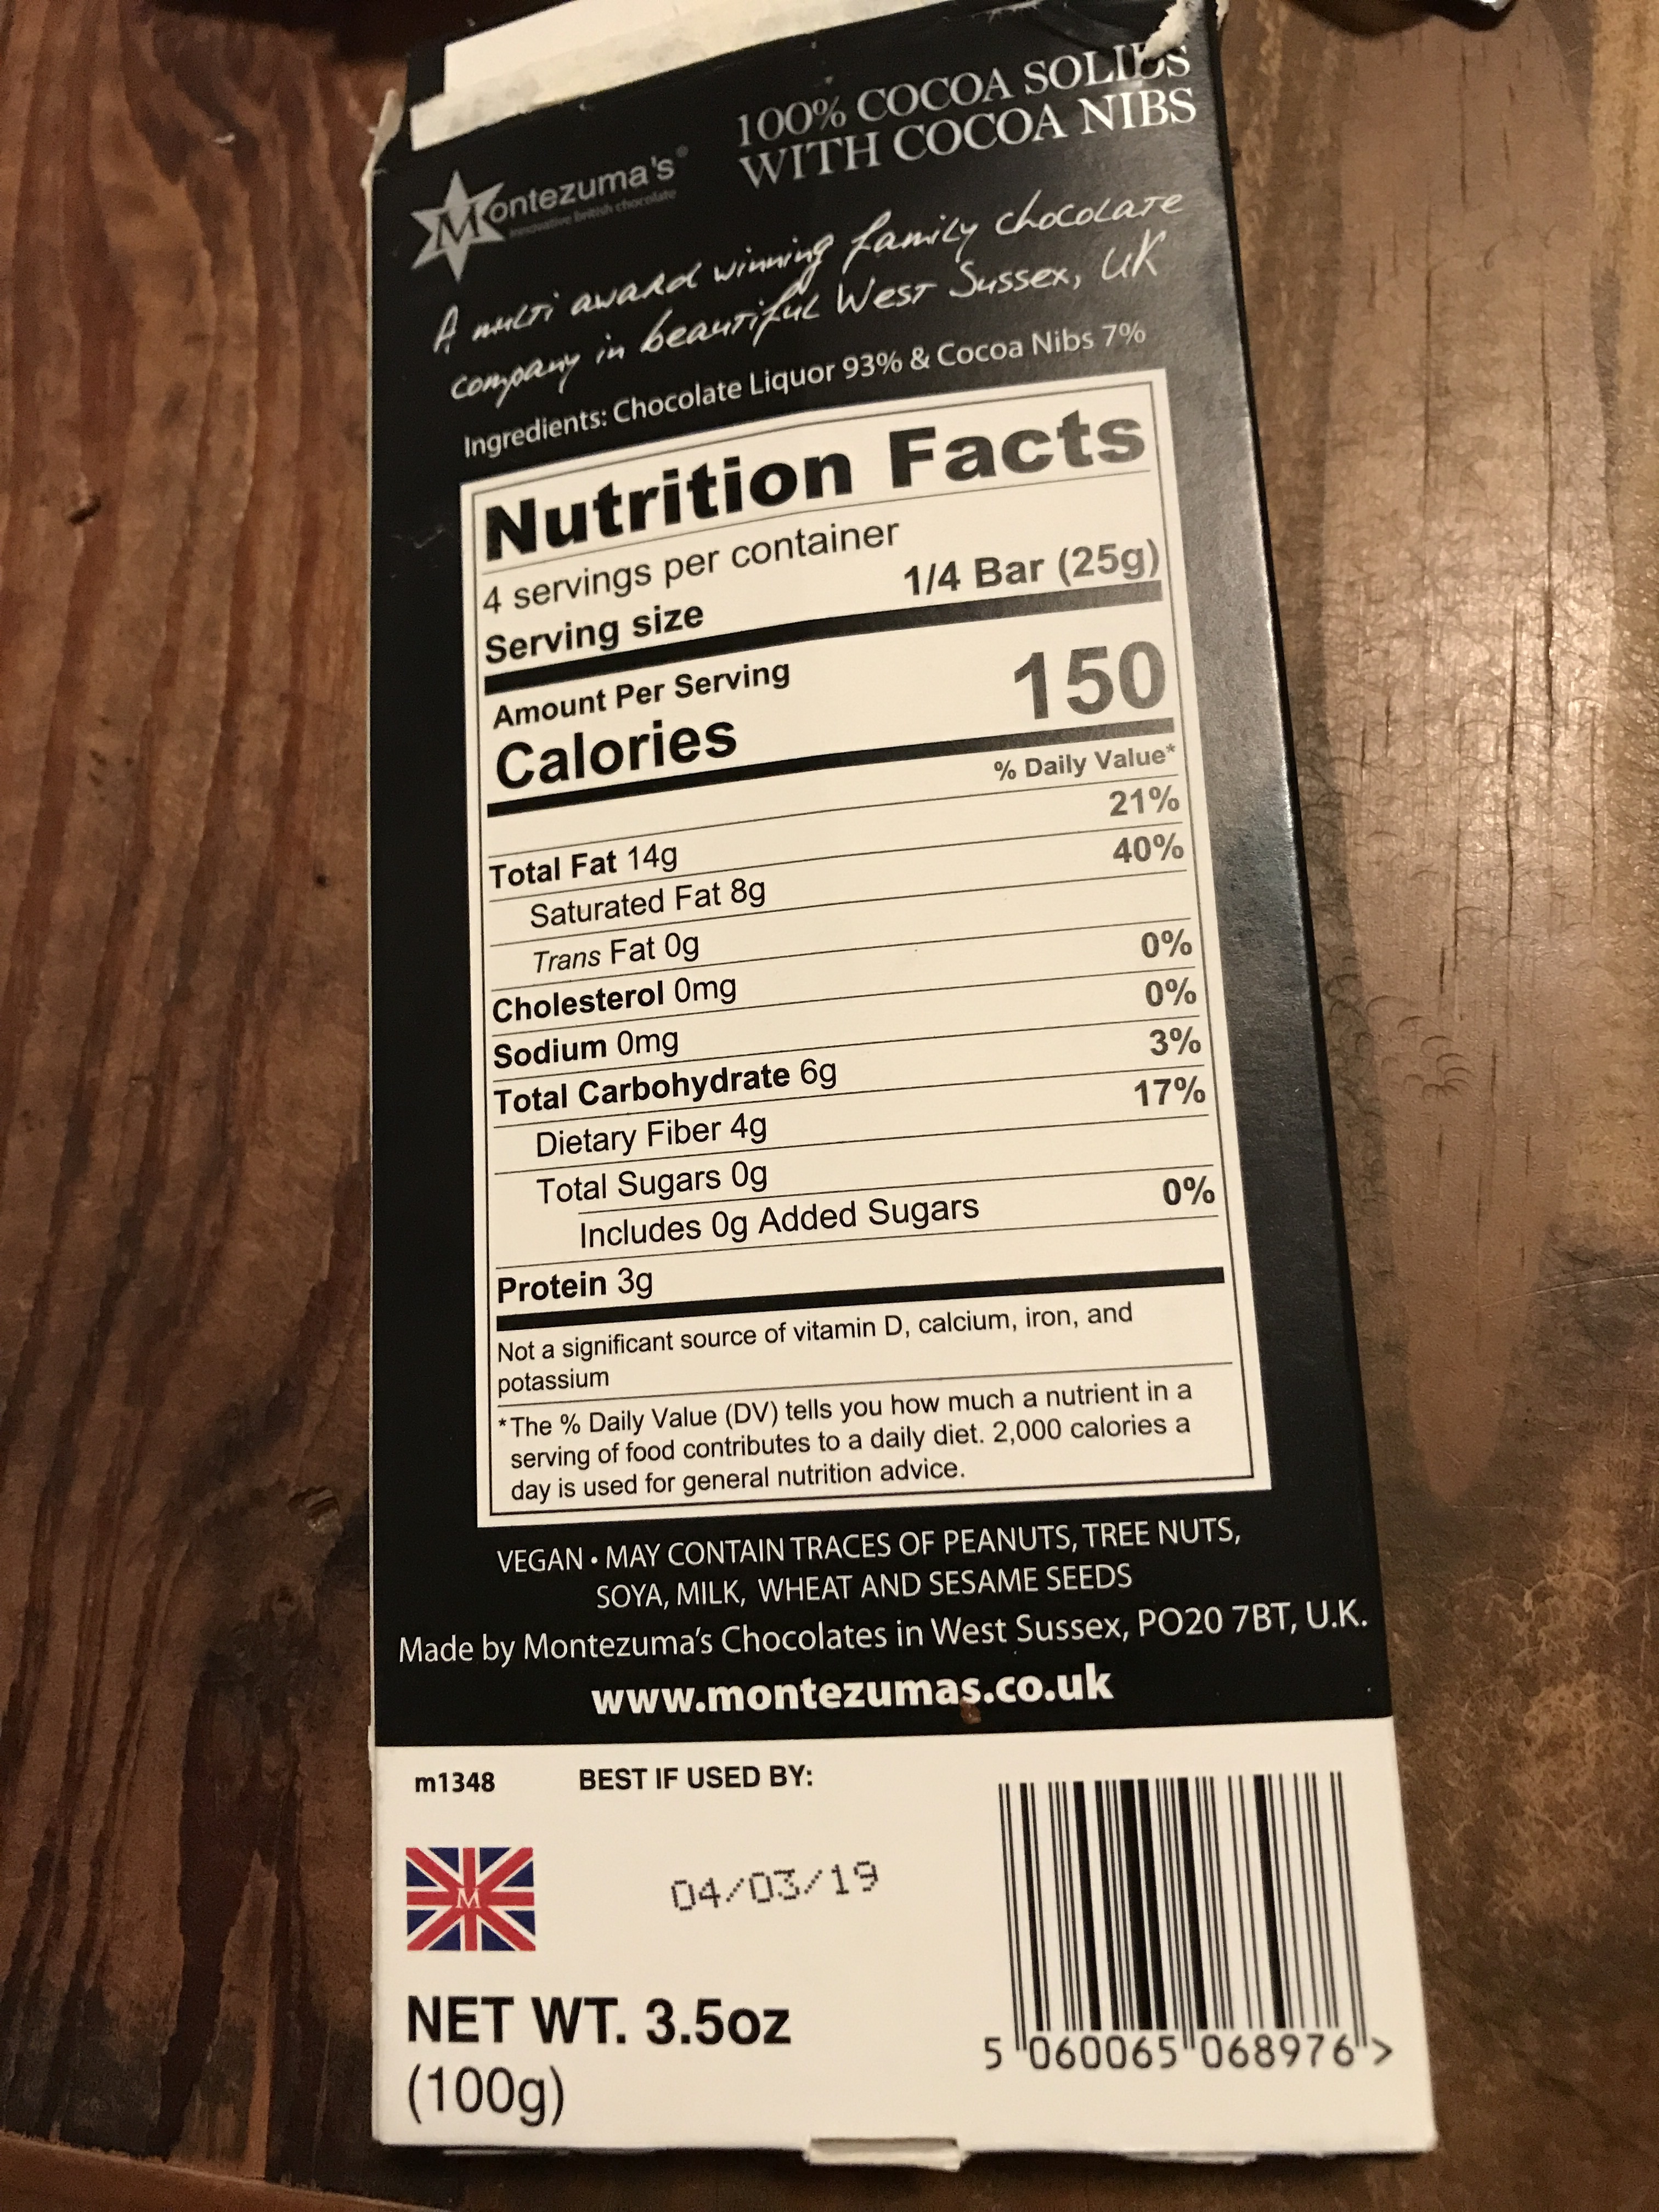 100% COCOA SOLIDS
WITH COCOA NIBS
Montezuma's®
innovative british chocolate
A multi award winning family chocolate
company in beautiful West Sussex, UK
Ingredients: Chocolate Liquor 93% & Cocoa Nibs 7%
Nutrition Facts
4 servings per container
Serving size 1/4 Bar (25g)
Amount Per Serving
Calories 150
% Daily Value*
Total Fat 14g 21%
Saturated Fat 8g 40%
Trans Fat 0g
Cholesterol 0mg 0%
Sodium 0mg 0%
Total Carbohydrate 6g 3%
Dietary Fiber 4g 17%
Total Sugars 0g
Includes 0g Added Sugars 0%
Protein 3g
Not a significant source of vitamin D, calcium, iron, and
potassium
*The % Daily Value (DV) tells you how much a nutrient in a
serving of food contributes to a daily diet. 2,000 calories a
day is used for general nutrition advice.
VEGAN • MAY CONTAIN TRACES OF PEANUTS, TREE NUTS,
SOYA, MILK, WHEAT AND SESAME SEEDS
Made by Montezuma's Chocolates in West Sussex, PO20 7BT, U.K.
www.montezumas.co.uk
m1348 BEST IF USED BY:
M
04/03/19
NET WT. 3.5oz
(100g)
5 060065 068976 >